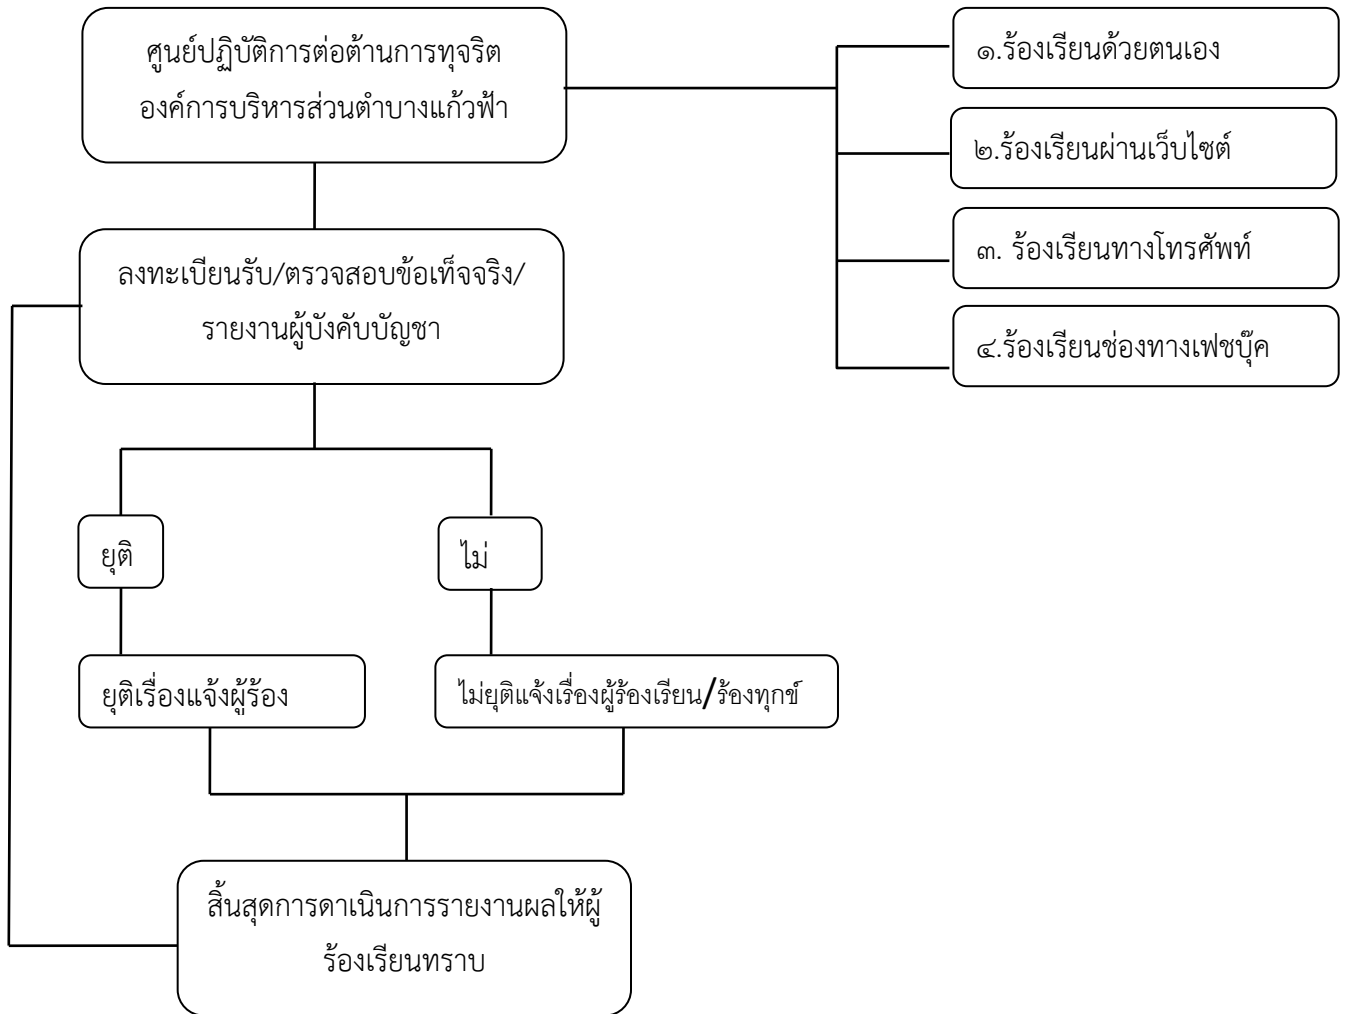 ศูนย์ปฏิบัติการต่อต้านการทุจริต
องค์การบริหารส่วนตำบางแก้วฟ้า
๑.ร้องเรียนด้วยตนเอง
๒.ร้องเรียนผ่านเว็บไซต์
๓. ร้องเรียนทางโทรศัพท์
๔.ร้องเรียนช่องทางเฟซบุ๊ค
ลงทะเบียนรับ/ตรวจสอบข้อเท็จจริง/
รายงานผู้บังคับบัญชา
ยุติ
ไม่
ยุติเรื่องแจ้งผู้ร้อง
ไม่ยุติแจ้งเรื่องผู้ร้องเรียน/ร้องทุกข์
สิ้นสุดการดาเนินการรายงานผลให้ผู้
ร้องเรียนทราบ